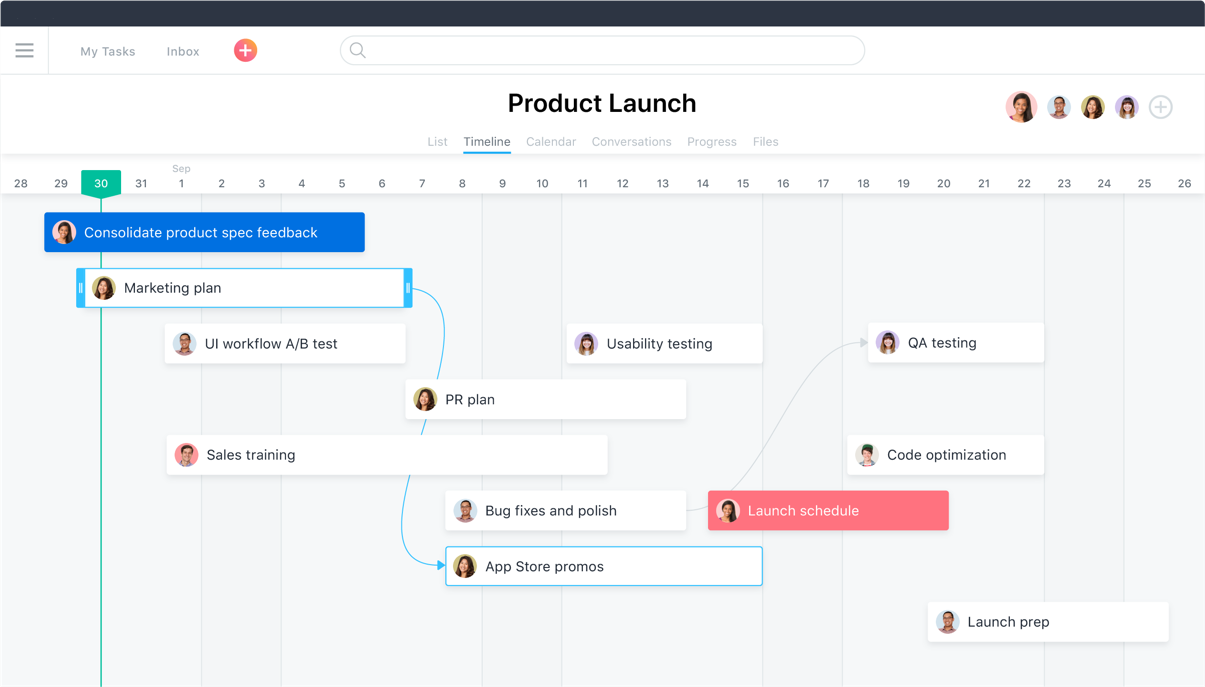 My Tasks Inbox
Product Launch
List Timeline Calendar Conversations Progress Files
Sep
28 29 30 31 1 2 3 4 5 6 7 8 9 10 11 12 13 14 15 16 17 18 19 20 21 22 23 24 25 26
Consolidate product spec feedback
Marketing plan
UI workflow A/B test Usability testing QA testing
PR plan
Sales training Code optimization
Bug fixes and polish Launch schedule
App Store promos
Launch prep